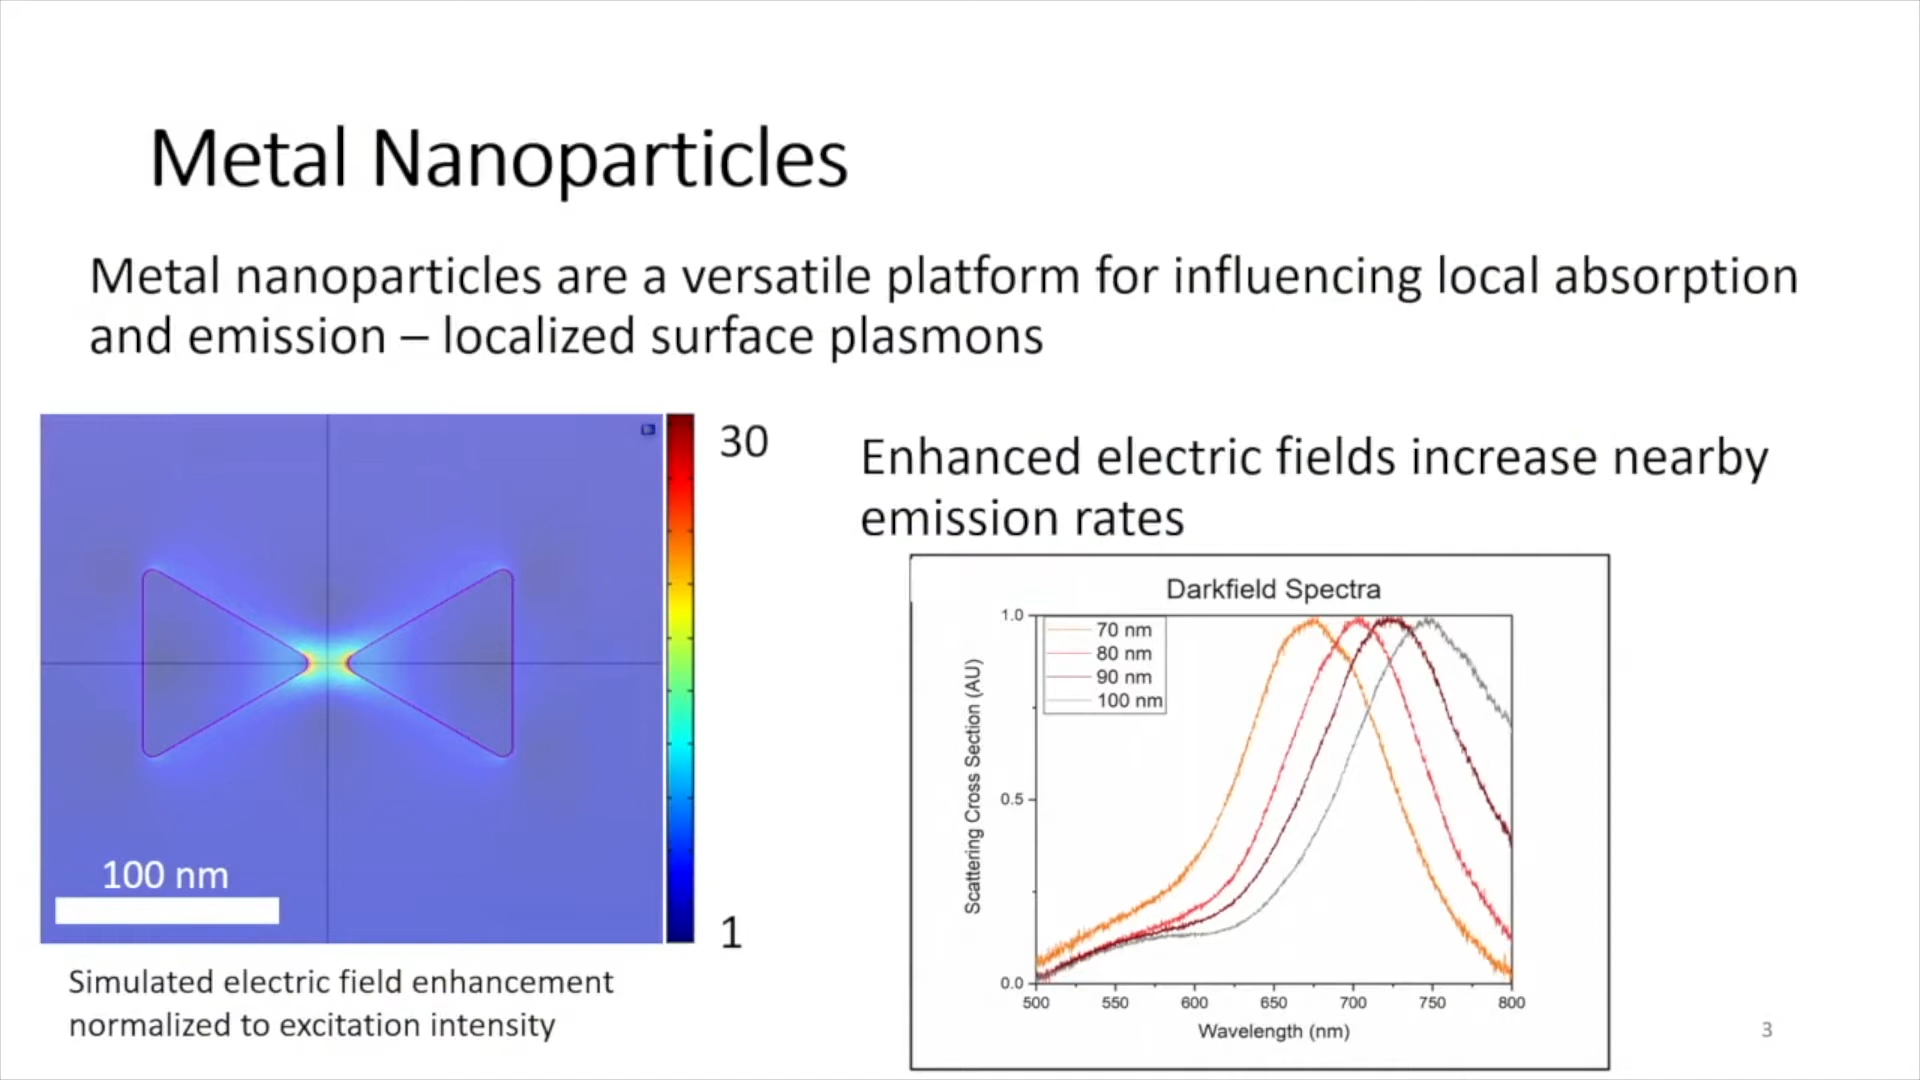 Metal Nanoparticles
Metal nanoparticles are a versatile platform for influencing local absorption
and emission – localized surface plasmons
30
1
100 nm
Simulated electric field enhancement
normalized to excitation intensity
Enhanced electric fields increase nearby
emission rates
Darkfield Spectra
70 nm
80 nm
90 nm
100 nm
Scattering Cross Section (AU)
1.0
0.5
0.0
500 550 600 650 700 750 800
Wavelength (nm)
3